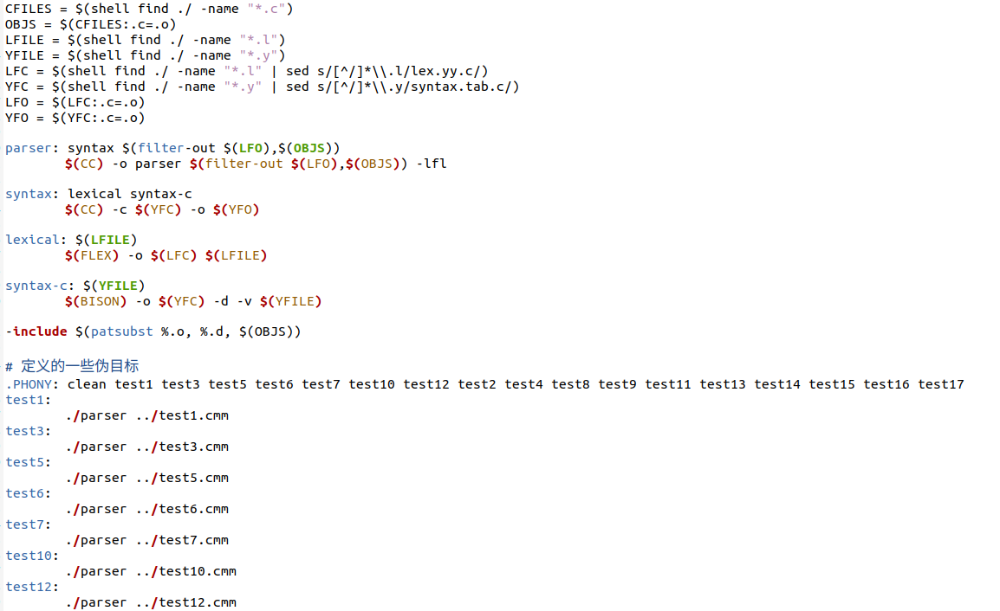 CFILES = $(shell find ./ -name "*.c")
OBJS = $(CFILES:.c=.o)
LFILE = $(shell find ./ -name "*.l")
YFILE = $(shell find ./ -name "*.y")
LFC = $(shell find ./ -name "*.l" | sed s/[^/]*\\.l/lex.yy.c/)
YFC = $(shell find ./ -name "*.y" | sed s/[^/]*\\.y/syntax.tab.c/)
LFO = $(LFC:.c=.o)
YFO = $(YFC:.c=.o)

parser: syntax $(filter-out $(LFO),$(OBJS))
	$(CC) -o parser $(filter-out $(LFO),$(OBJS)) -lfl

syntax: lexical syntax-c
	$(CC) -c $(YFC) -o $(YFO)

lexical: $(LFILE)
	$(FLEX) -o $(LFC) $(LFILE)

syntax-c: $(YFILE)
	$(BISON) -o $(YFC) -d -v $(YFILE)

-include $(patsubst %.o, %.d, $(OBJS))

# 定义的一些伪目标
.PHONY: clean test1 test3 test5 test6 test7 test10 test12 test2 test4 test8 test9 test11 test13 test14 test15 test16 test17
test1:
	./parser ../test1.cmm
test3:
	./parser ../test3.cmm
test5:
	./parser ../test5.cmm
test6:
	./parser ../test6.cmm
test7:
	./parser ../test7.cmm
test10:
	./parser ../test10.cmm
test12:
	./parser ../test12.cmm